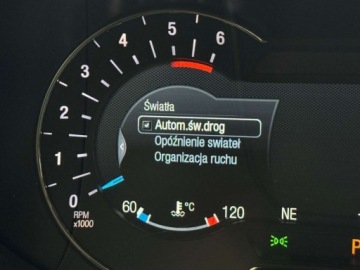 6
5
4
3
2
1
0
RPM
x1000
Światła
Autom.św.drog
Opóźnienie świateł
Organizacja ruchu
60
°C
120
NE
P